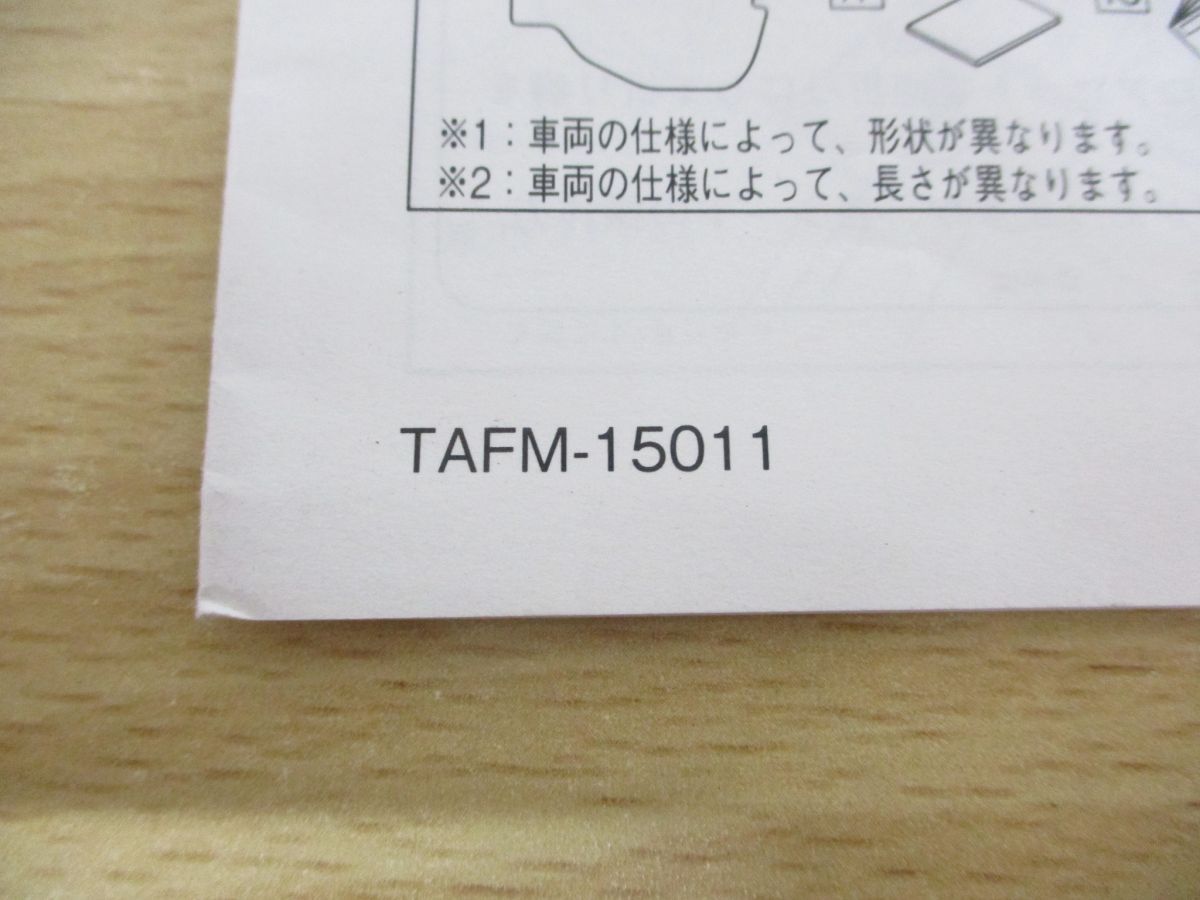 ※1：車両の仕様によって、形状が異なります。
※2：車両の仕様によって、長さが異なります。
TAFM-15011